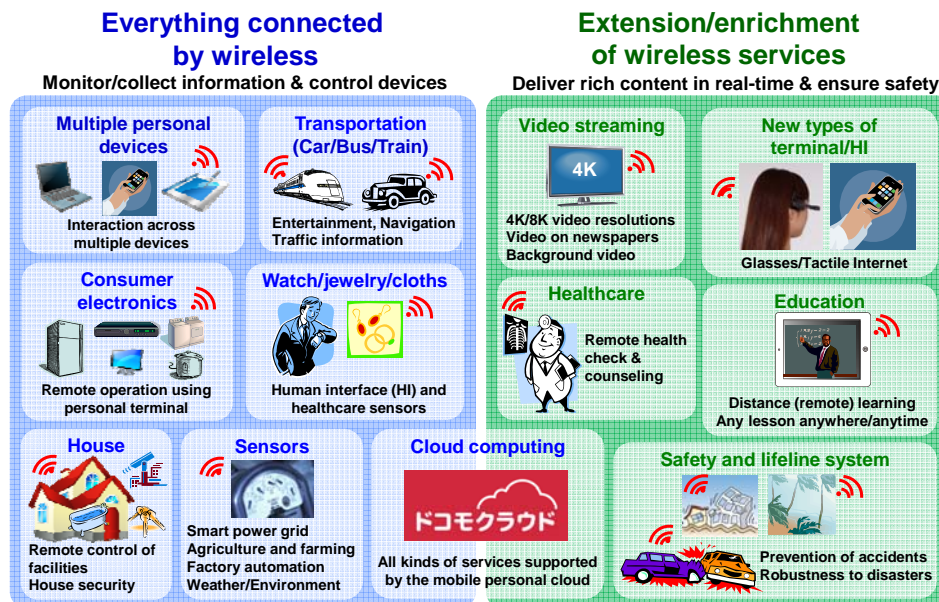 Everything connected
by wireless
Monitor/collect information & control devices
Multiple personal
devices
Interaction across
multiple devices
Transportation
(Car/Bus/Train)
Entertainment, Navigation
Traffic information
Consumer
electronics
Remote operation using
personal terminal
Watch/jewelry/cloths
Human interface (HI) and
healthcare sensors
House
Remote control of
facilities
House security
Sensors
Smart power grid
Agriculture and farming
Factory automation
Weather/Environment
Cloud computing
ドコモクラウド
All kinds of services supported
by the mobile personal cloud
Extension/enrichment
of wireless services
Deliver rich content in real-time & ensure safety
Video streaming
4K
4K/8K video resolutions
Video on newspapers
Background video
New types of
terminal/HI
Glasses/Tactile Internet
Healthcare
Remote health
check &
counseling
Education
Distance (remote) learning
Any lesson anywhere/anytime
Safety and lifeline system
Prevention of accidents
Robustness to disasters